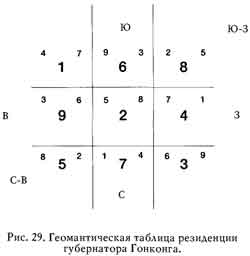 Ю Ю-З
4 7 9 3 2 5
1 6 8
3 6 5 8 7 1
В 9 2 4 З
8 2 1 4 6 9
5 7 3
С-В
С
Рис. 29. Геомантическая таблица резиденции
губернатора Гонконга.